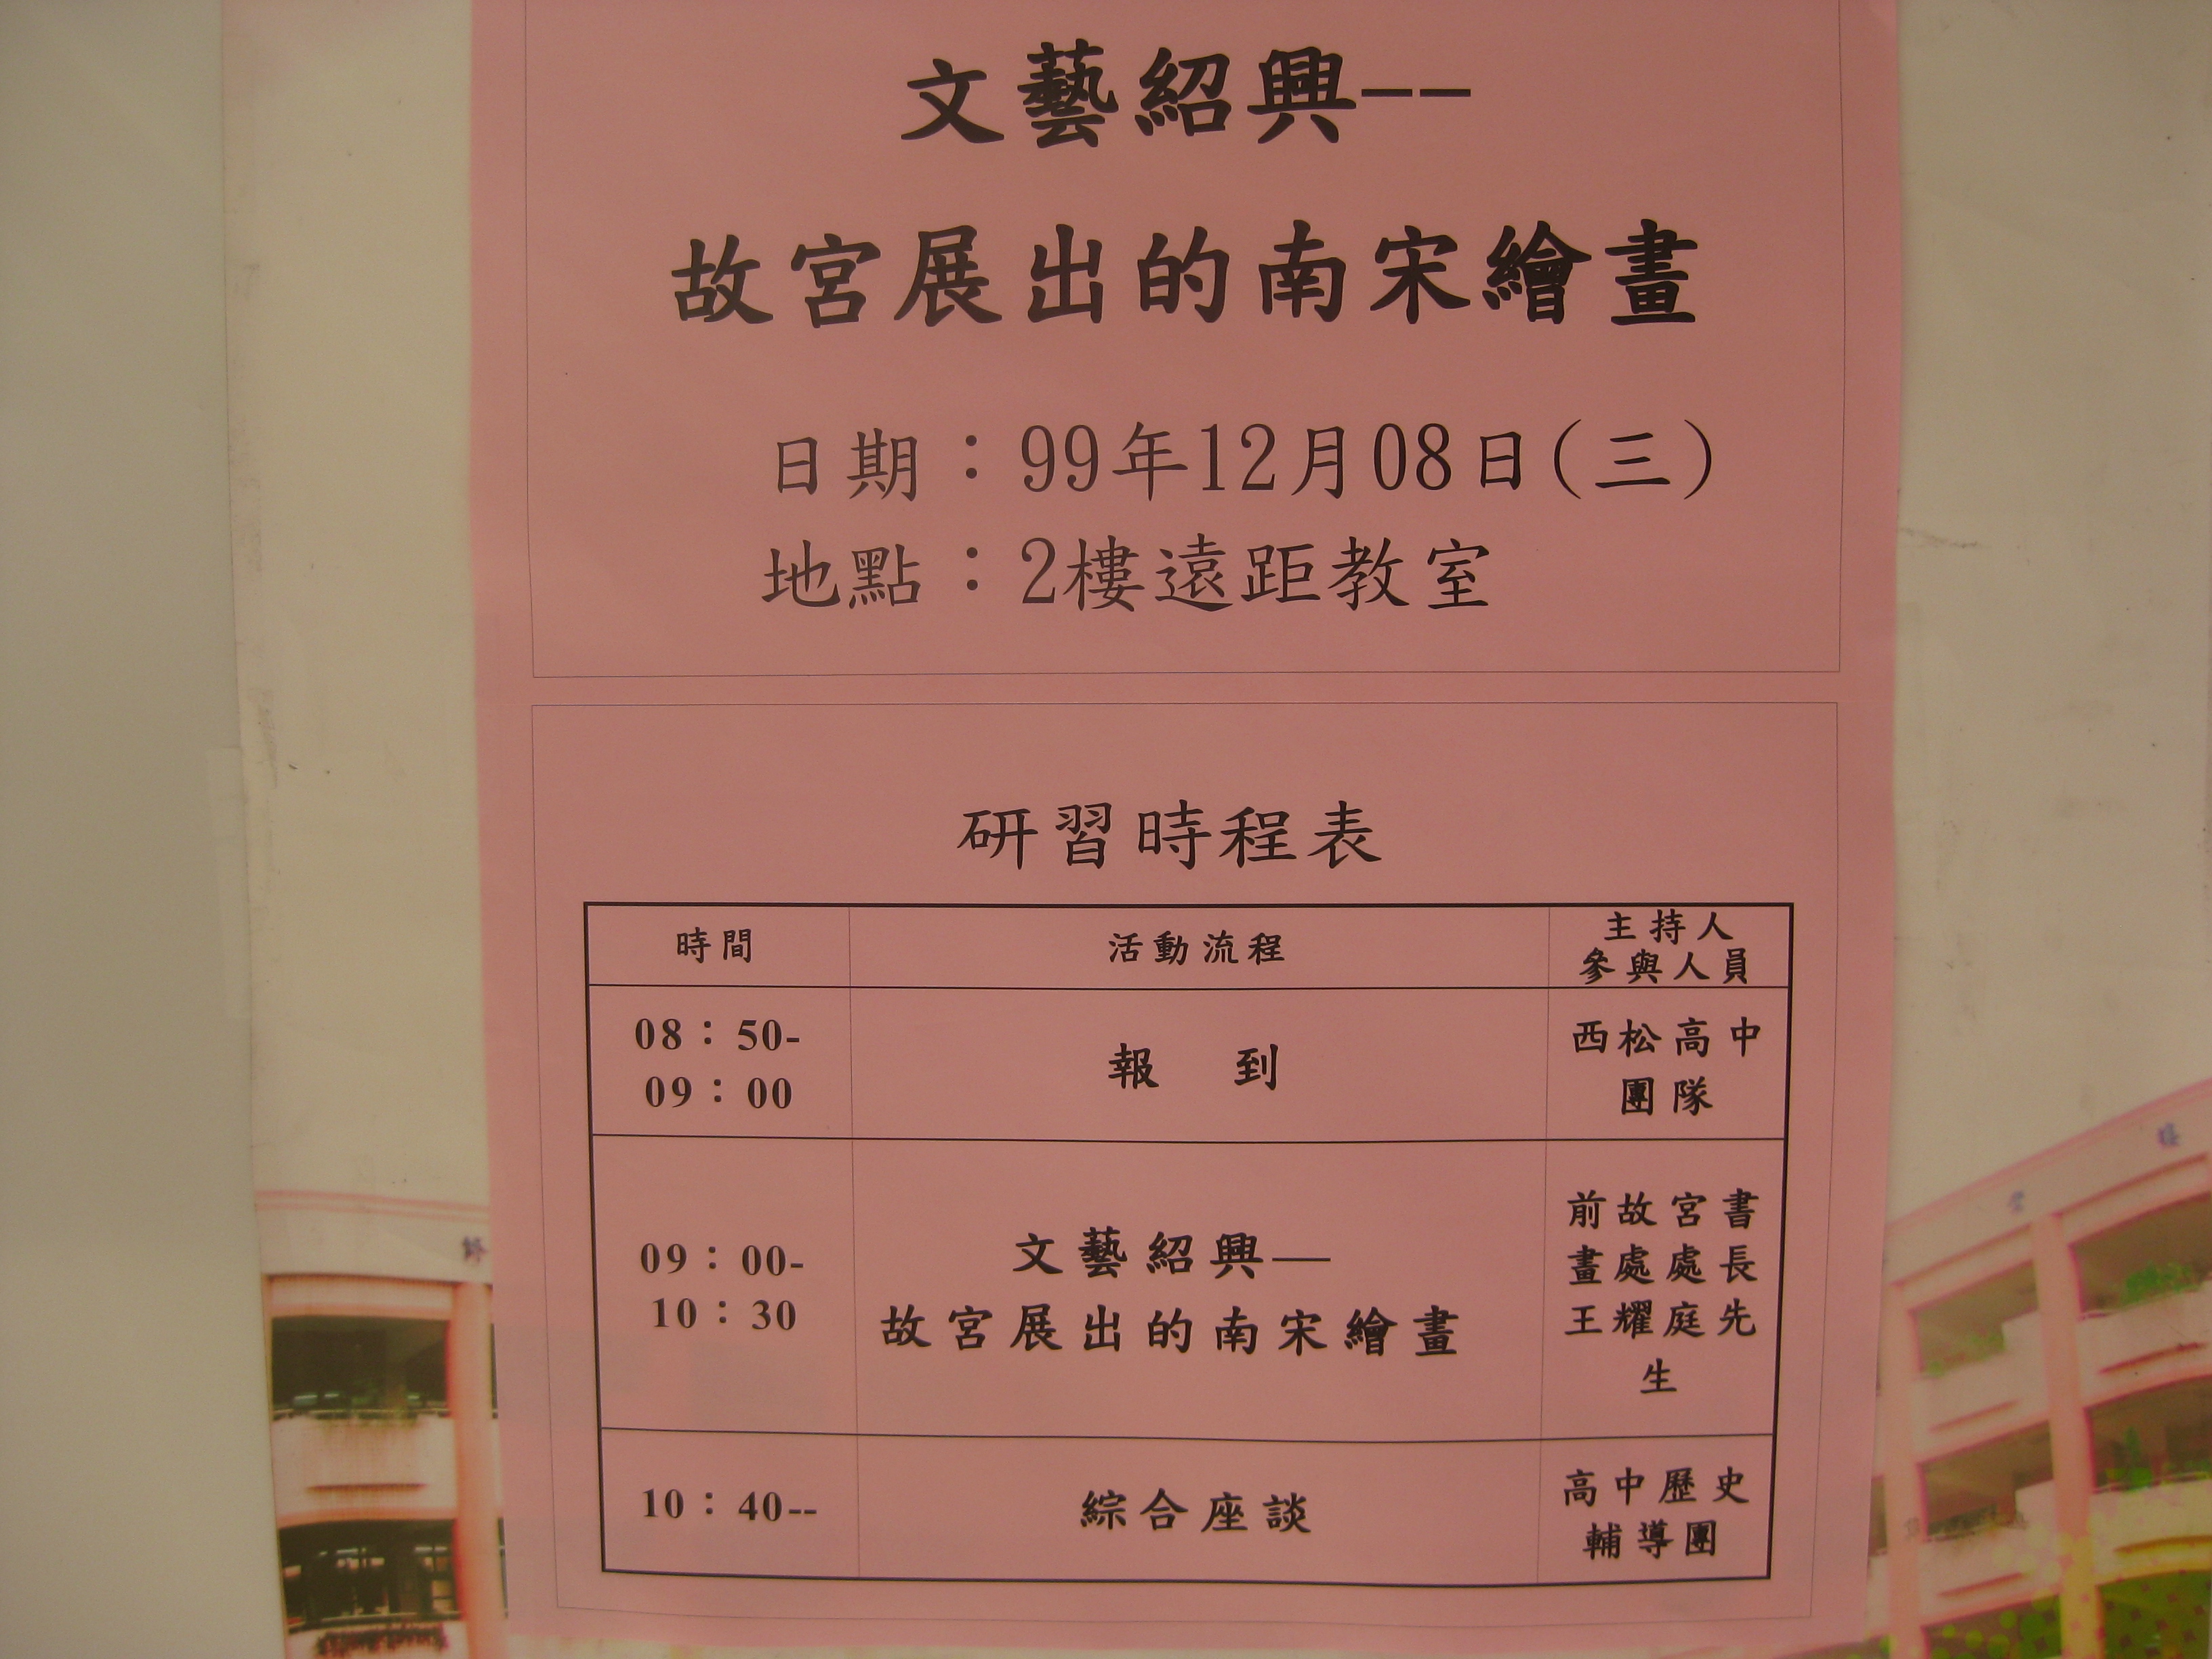 文藝紹興--
故宮展出的南宋繪畫
日期：99年12月08日(三)
地點：2樓遠距教室
研習時程表
時間
活動流程
主持人
參與人員
08：50-
09：00
報 到
西松高中
團隊
09：00-
10：30
文藝紹興—
故宮展出的南宋繪畫
前故宮書
畫處處長
王耀庭先
生
10：40--
綜合座談
高中歷史
輔導團